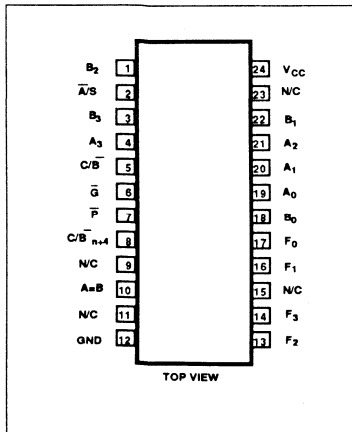 B₂ 1 24 V_CC
A̅/S 2 23 N/C
B₃ 3 22 B₁
A₃ 4 21 A₂
C/B̅ 5 20 A₁
G̅ 6 19 A₀
P̅ 7 18 B₀
C/B̅ n+4 8 17 F₀
N/C 9 16 F₁
A=B 10 15 N/C
N/C 11 14 F₃
GND 12 13 F₂
TOP VIEW